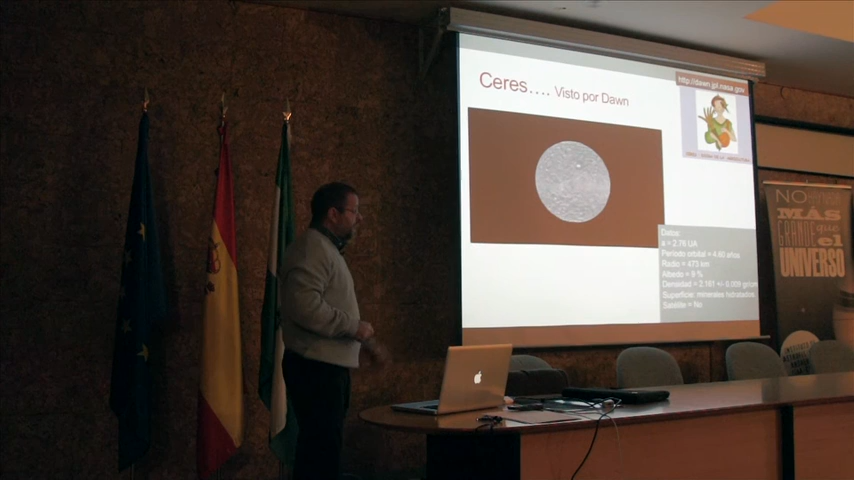 Ceres.... Visto por Dawn
http://dawn.jpl.nasa.gov
Datos:
a = 2.76 UA
Periodo orbital = 4.60 años
Radio = 473 km
Albedo = 9 %
Densidad = 2.161 +/- 0.009 g/cm
Superficie: minerales hidratados
Satélite = No
NO
MÁS
GRANDE que
el
UNIVERSO